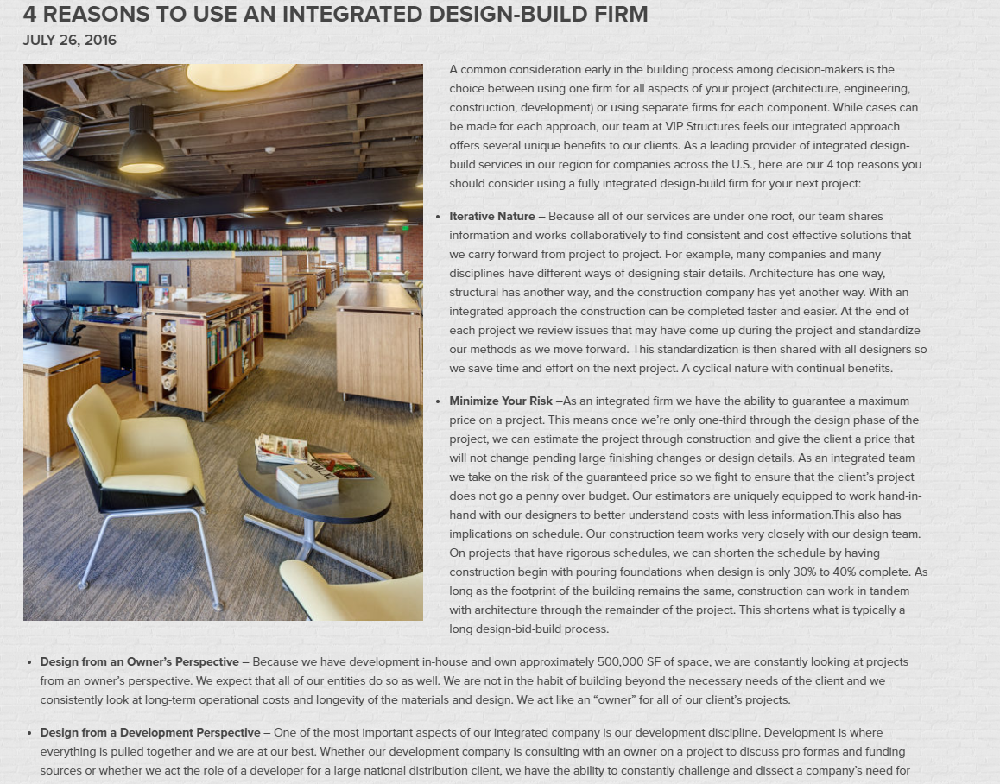 4 REASONS TO USE AN INTEGRATED DESIGN-BUILD FIRM
JULY 26, 2016
A common consideration early in the building process among decision-makers is the
choice between using one firm for all aspects of your project (architecture, engineering,
construction, development) or using separate firms for each component. While cases can
be made for each approach, our team at VIP Structures feels our integrated approach
offers several unique benefits to our clients. As a leading provider of integrated design-
build services in our region for companies across the U.S., here are our 4 top reasons you
should consider using a fully integrated design-build firm for your next project:
• Iterative Nature – Because all of our services are under one roof, our team shares
information and works collaboratively to find consistent and cost effective solutions that
we carry forward from project to project. For example, many companies and many
disciplines have different ways of designing stair details. Architecture has one way,
structural has another way, and the construction company has yet another way. With an
integrated approach the construction can be completed faster and easier. At the end of
each project we review issues that may have come up during the project and standardize
our methods as we move forward. This standardization is then shared with all designers so
we save time and effort on the next project. A cyclical nature with continual benefits.
• Minimize Your Risk –As an integrated firm we have the ability to guarantee a maximum
price on a project. This means once we’re only one-third through the design phase of the
project, we can estimate the project through construction and give the client a price that
will not change pending large finishing changes or design details. As an integrated team
we take on the risk of the guaranteed price so we fight to ensure that the client’s project
does not go a penny over budget. Our estimators are uniquely equipped to work hand-in-
hand with our designers to better understand costs with less information.This also has
implications on schedule. Our construction team works very closely with our design team.
On projects that have rigorous schedules, we can shorten the schedule by having
construction begin with pouring foundations when design is only 30% to 40% complete. As
long as the footprint of the building remains the same, construction can work in tandem
with architecture through the remainder of the project. This shortens what is typically a
long design-bid-build process.
• Design from an Owner’s Perspective – Because we have development in-house and own approximately 500,000 SF of space, we are constantly looking at projects
from an owner’s perspective. We expect that all of our entities do so as well. We are not in the habit of building beyond the necessary needs of the client and we
consistently look at long-term operational costs and longevity of the materials and design. We act like an “owner” for all of our client’s projects.
• Design from a Development Perspective – One of the most important aspects of our integrated company is our development discipline. Development is where
everything is pulled together and we are at our best. Whether our development company is consulting with an owner on a project to discuss pro formas and funding
sources or whether we act the role of a developer for a large national distribution client, we have the ability to constantly challenge and dissect a company’s need for